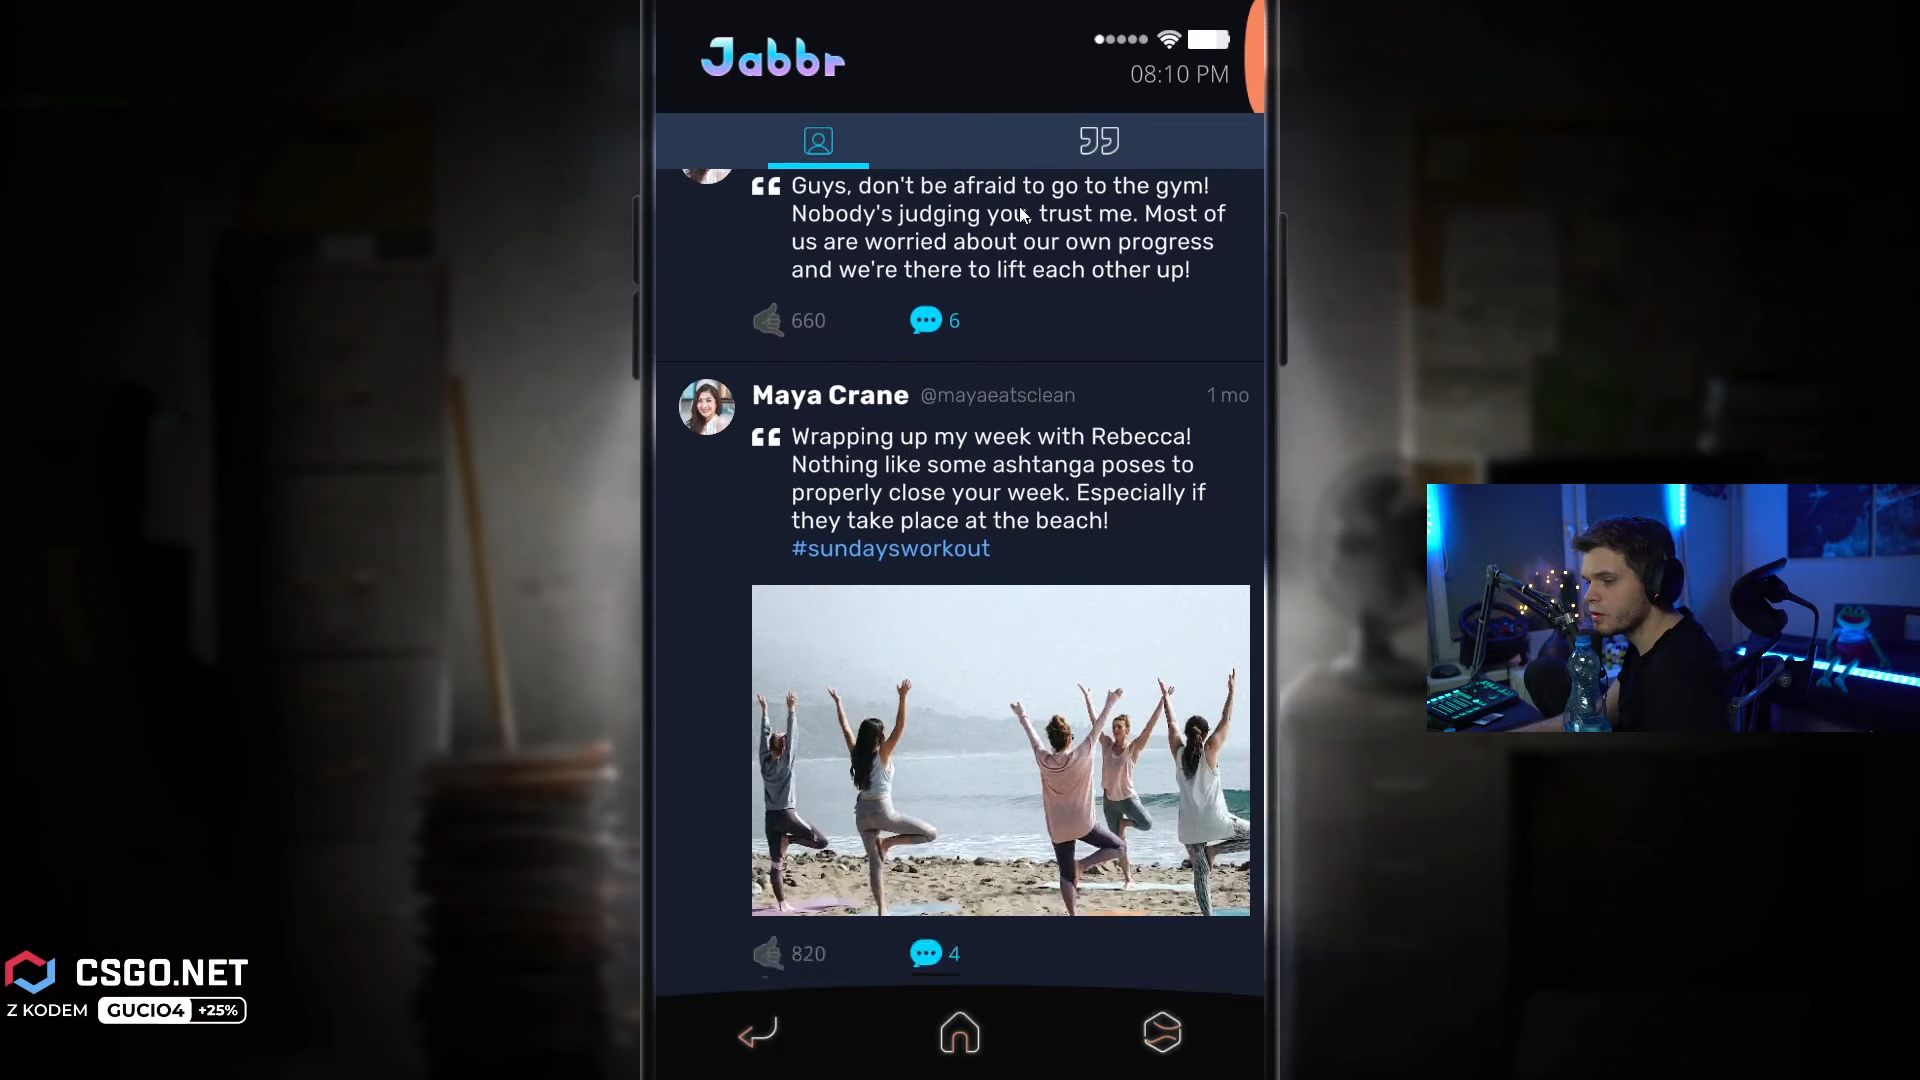 Jabbr
08:10 PM
Guys, don't be afraid to go to the gym!
Nobody's judging you, trust me. Most of
us are worried about our own progress
and we're there to lift each other up!
660
6
Maya Crane @mayaeatsclean 1 mo
Wrapping up my week with Rebecca!
Nothing like some ashtanga poses to
properly close your week. Especially if
they take place at the beach!
#sundaysworkout
820
4
CSGO.NET
Z KODEM GUCIO4 +25%